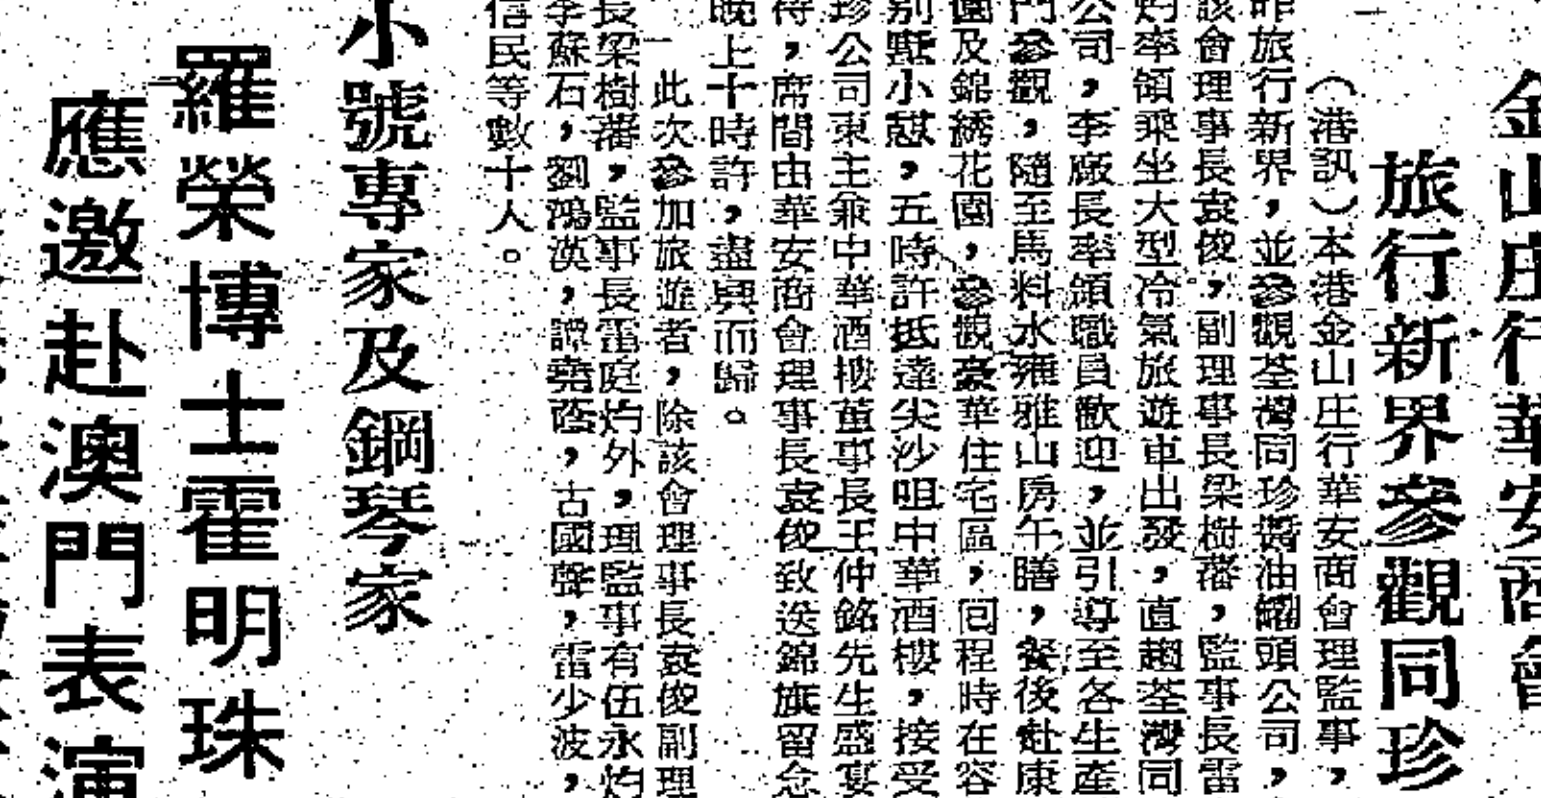 金山庄行華安商會
旅行新界參觀同珍
（港訊）本港金山庄行華安商會理監事，
昨旅行新界，並參觀荃灣同珍醬油罐頭公司，
該會理事長袁俊，副理事長梁樹蕃，監事長雷
灼率領乘坐大型冷氣旅遊車出發，直趨荃灣同
公司，李廠長率領職員歡迎，並引導至各生產
門參觀，隨至馬料水雍雅山房午膳，餐後赴康
園及錦綉花園，參觀豪華住宅區，回程時在容
別墅小憩，五時許抵達尖沙咀中華酒樓，接受
珍公司東主兼中華酒樓董事長王仲銘先生盛宴
待，席間由華安商會理事長袁俊致送錦旗留念
晚上十時許，盡興而歸。
此次參加旅遊者，除該會理事長袁俊副理
長梁樹蕃，監事長雷庭灼外，理監事有伍永灼
李蘇石，劉鴻漢，譚堯蔭，古國聲，雷少波，
信民等數十人。
小號專家及鋼琴家
羅榮博士霍明珠
應邀赴澳門表演